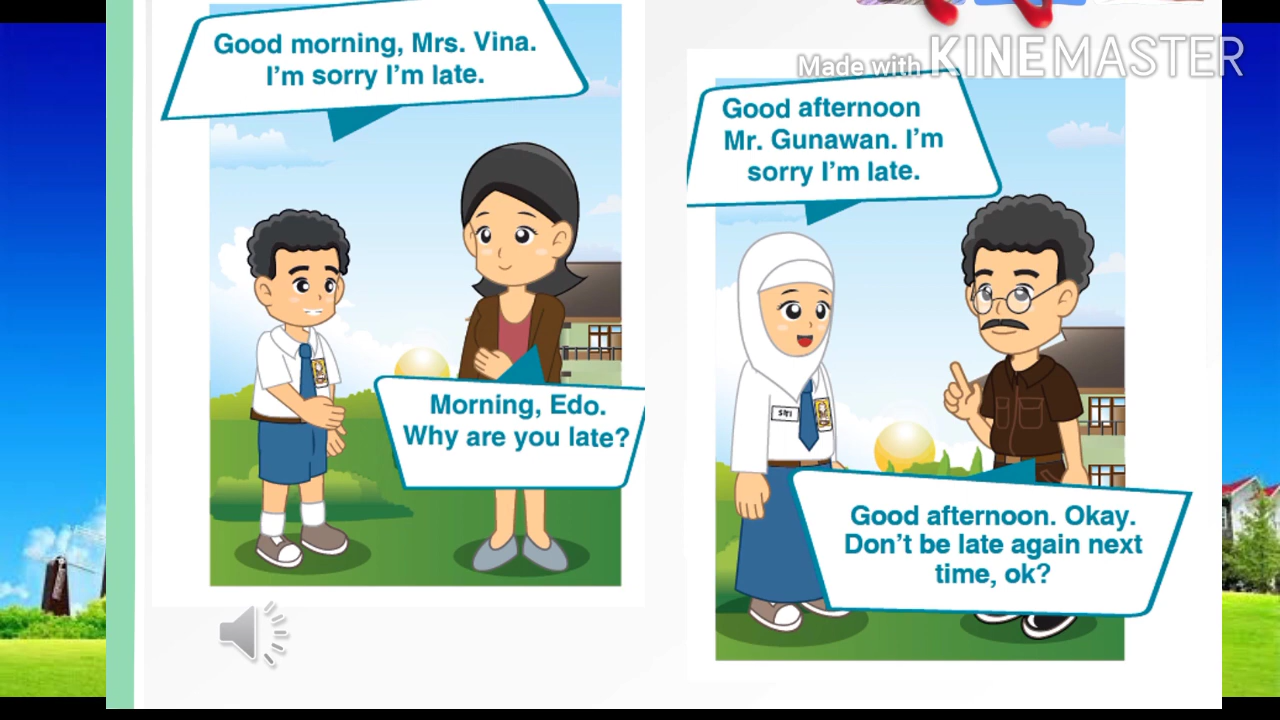 Good morning, Mrs. Vina.
I'm sorry I'm late.
Morning, Edo.
Why are you late?
Made with KINEMASTER
Good afternoon
Mr. Gunawan. I'm
sorry I'm late.
siti
Good afternoon. Okay.
Don't be late again next
time, ok?